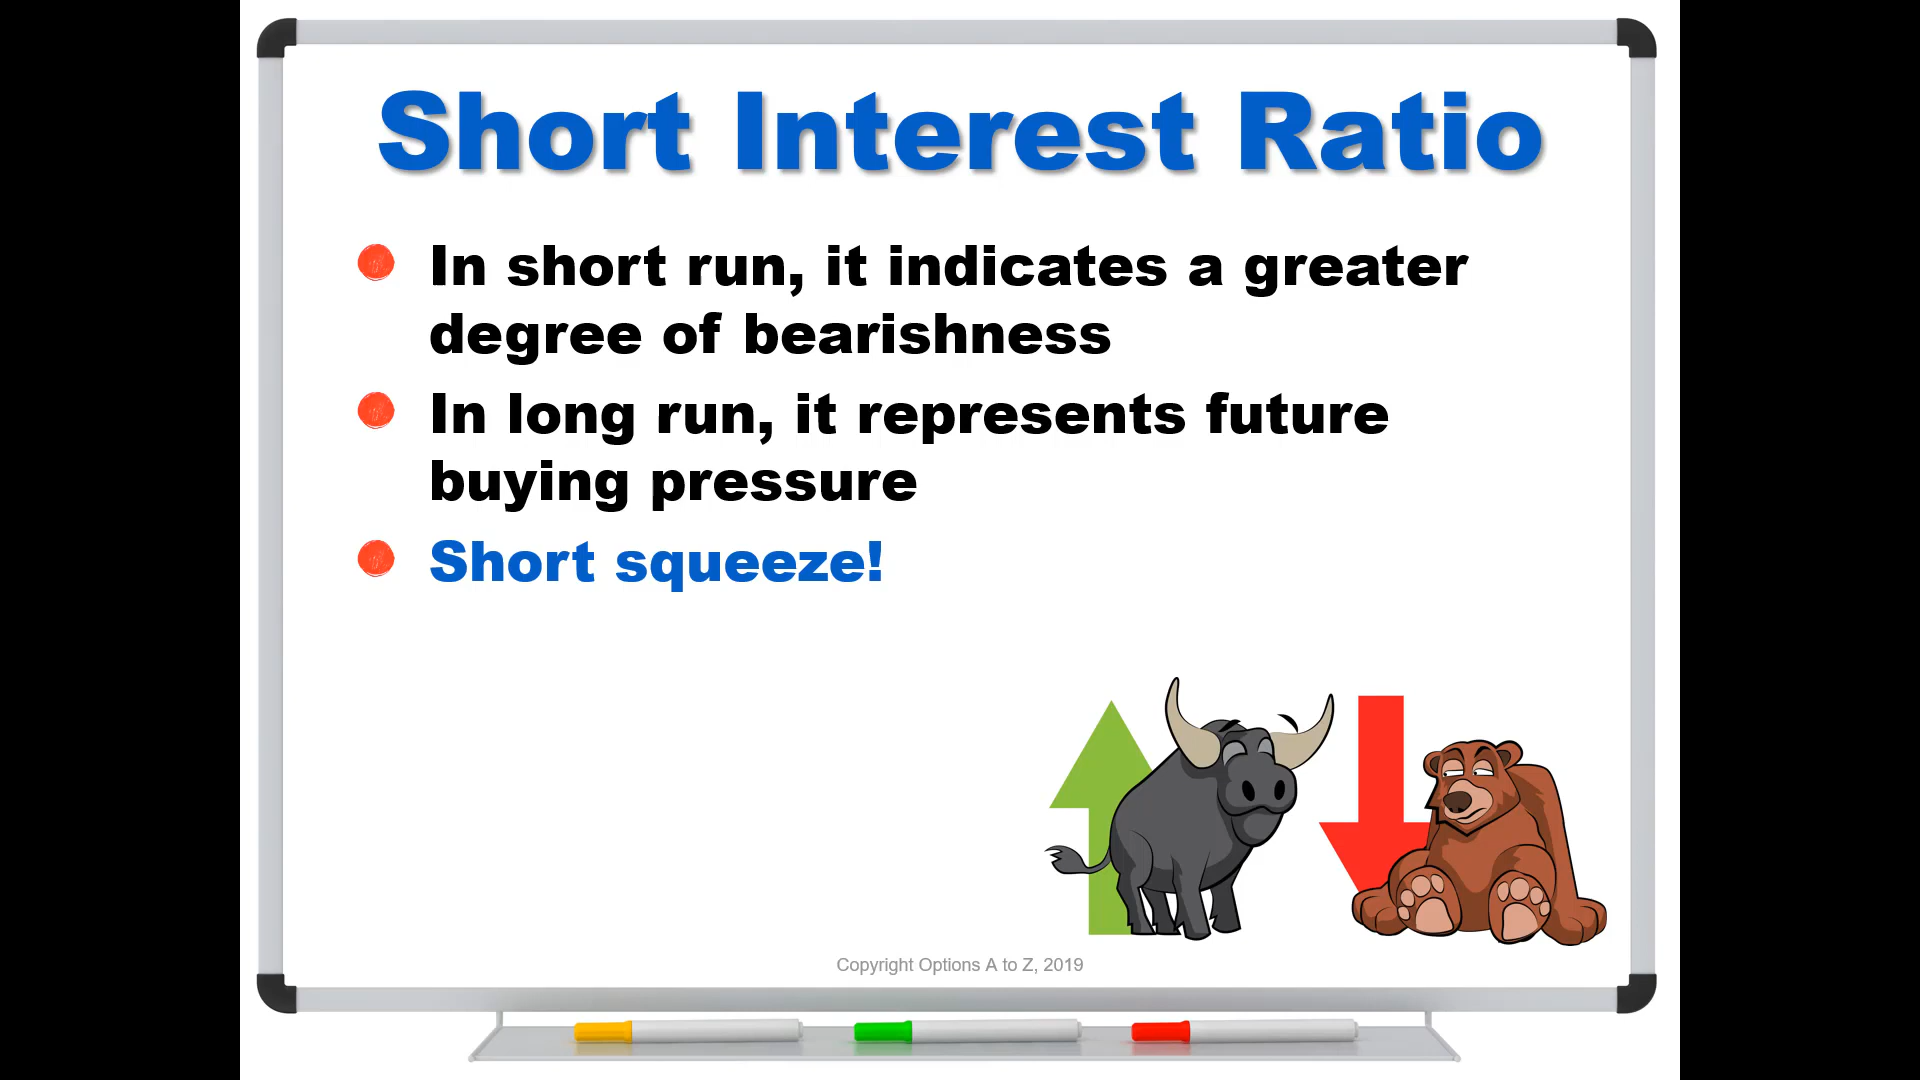 Short Interest Ratio
In short run, it indicates a greater
degree of bearishness
In long run, it represents future
buying pressure
Short squeeze!
Copyright Options A to Z, 2019